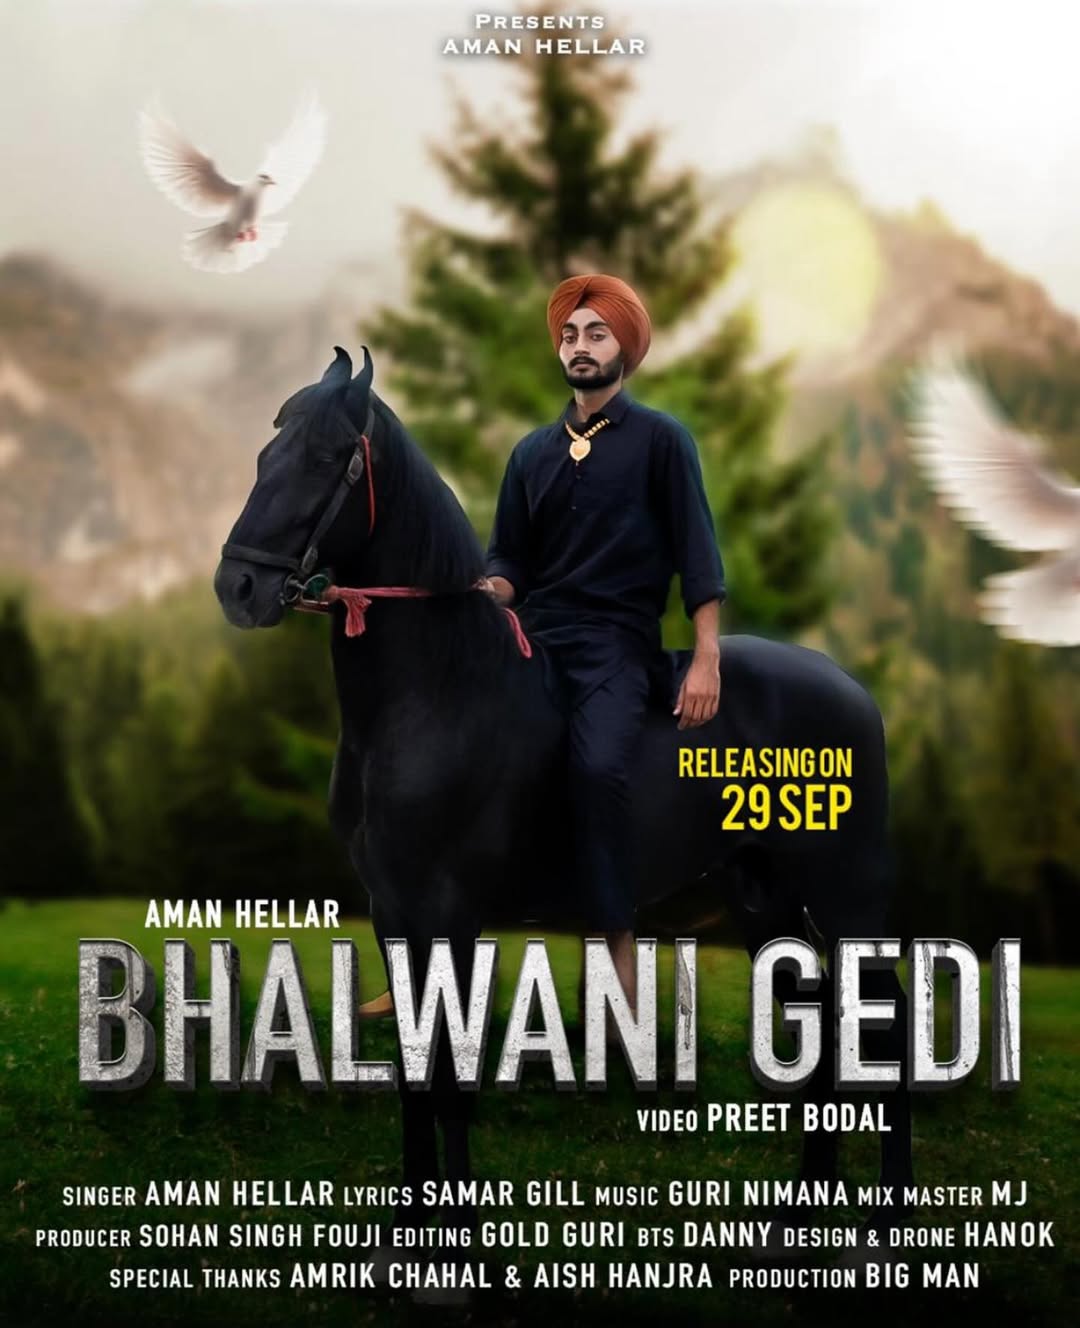 PRESENTS
AMAN HELLAR
RELEASING ON
29 SEP
AMAN HELLAR
BHALWANI GEDI
VIDEO PREET BODAL
SINGER AMAN HELLAR LYRICS SAMAR GILL MUSIC GURI NIMANA MIX MASTER MJ
PRODUCER SOHAN SINGH FOUJI EDITING GOLD GURI BTS DANNY DESIGN & DRONE HANOK
SPECIAL THANKS AMRIK CHAHAL & AISH HANJRA PRODUCTION BIG MAN